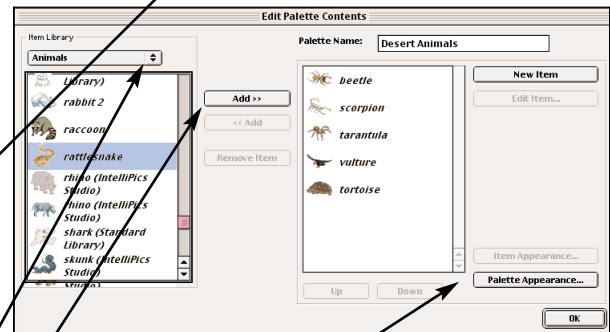 Edit Palette Contents
Item Library
Animals
Library)
rabbit 2
raccoon
rattlesnake
rhino (IntelliPics
Studio)
rhino (IntelliPics
Studio)
shark (Standard
Library)
skunk (IntelliPics
Studio)
Studio)
Add >>
<< Add
Remove Item
Palette Name:
Desert Animals
beetle
scorpion
tarantula
vulture
tortoise
Up
Down
New Item
Edit Item...
Item Appearance...
Palette Appearance...
OK